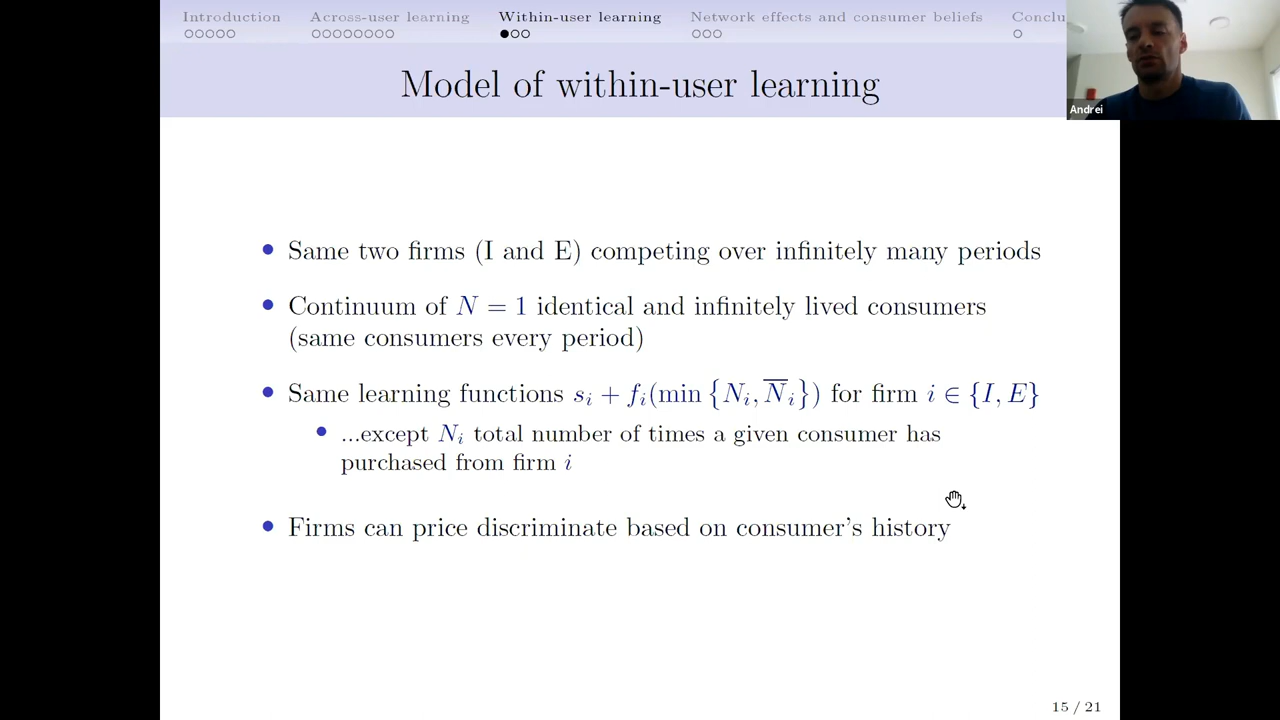 Introduction Across-user learning Within-user learning Network effects and consumer beliefs Conclu
Model of within-user learning
Andrei
• Same two firms (I and E) competing over infinitely many periods
• Continuum of N = 1 identical and infinitely lived consumers
(same consumers every period)
• Same learning functions sᵢ + fᵢ(min {Nᵢ, N̅ᵢ}) for firm i ∈ {I, E}
• ...except Nᵢ total number of times a given consumer has
purchased from firm i
• Firms can price discriminate based on consumer's history
15 / 21